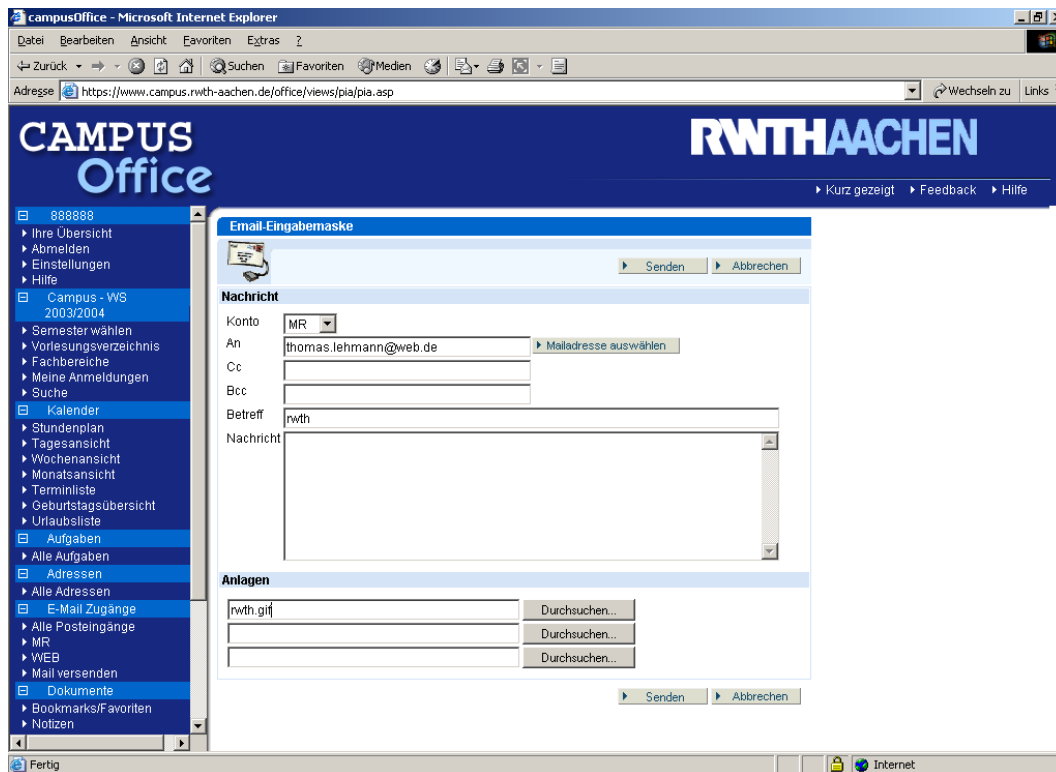 campusOffice - Microsoft Internet Explorer
Datei Bearbeiten Ansicht Favoriten Extras ?
Zurück Suchen Favoriten Medien
Adresse https://www.campus.rwth-aachen.de/office/views/pia/pia.asp Wechseln zu Links
CAMPUS
Office
RWTHAACHEN
Kurz gezeigt Feedback Hilfe
888888
Ihre Übersicht
Abmelden
Einstellungen
Hilfe
Campus - WS
2003/2004
Semester wählen
Vorlesungsverzeichnis
Fachbereiche
Meine Anmeldungen
Suche
Kalender
Stundenplan
Tagesansicht
Wochenansicht
Monatsansicht
Terminliste
Geburtstagsübersicht
Urlaubsliste
Aufgaben
Alle Aufgaben
Adressen
Alle Adressen
E-Mail Zugänge
Alle Posteingänge
MR
WEB
Mail versenden
Dokumente
Bookmarks/Favoriten
Notizen
Email-Eingabemaske
Senden Abbrechen
Nachricht
Konto MR
An thomas.lehmann@web.de Mailadresse auswählen
Cc
Bcc
Betreff rwth
Nachricht
Anlagen
rwth.gif Durchsuchen...
Durchsuchen...
Durchsuchen...
Senden Abbrechen
Fertig Internet